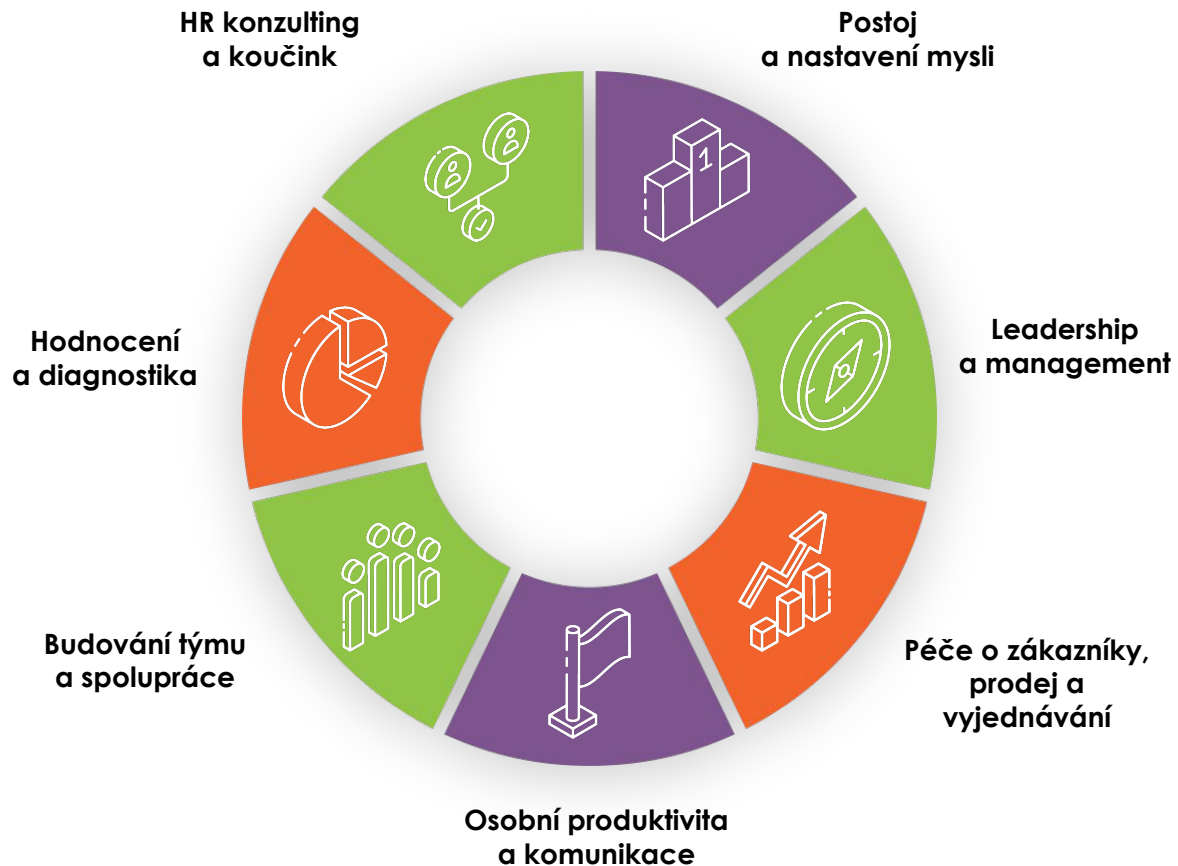 HR konzulting
a koučink
Postoj
a nastavení mysli
1
Leadership
a management
Péče o zákazníky,
prodej a
vyjednávání
Osobní produktivita
a komunikace
Budování týmu
a spolupráce
Hodnocení
a diagnostika